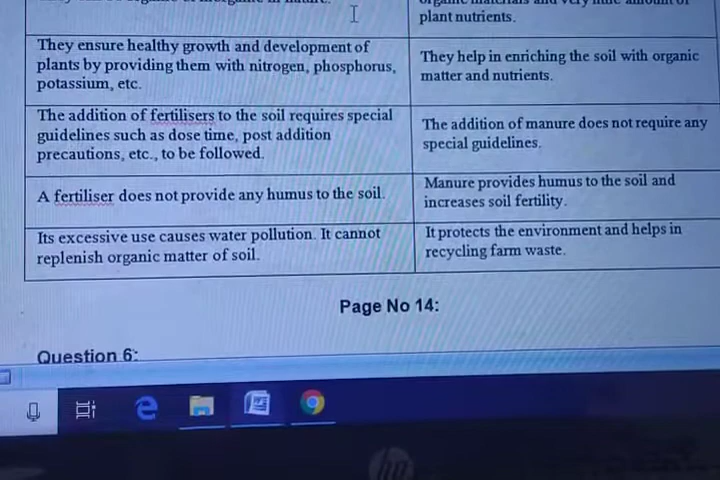 plant nutrients.
They ensure healthy growth and development of
plants by providing them with nitrogen, phosphorus,
potassium, etc.
They help in enriching the soil with organic
matter and nutrients.
The addition of fertilisers to the soil requires special
guidelines such as dose time, post addition
precautions, etc., to be followed.
The addition of manure does not require any
special guidelines.
A fertiliser does not provide any humus to the soil.
Manure provides humus to the soil and
increases soil fertility.
Its excessive use causes water pollution. It cannot
replenish organic matter of soil.
It protects the environment and helps in
recycling farm waste.
Page No 14:
Question 6:
hp